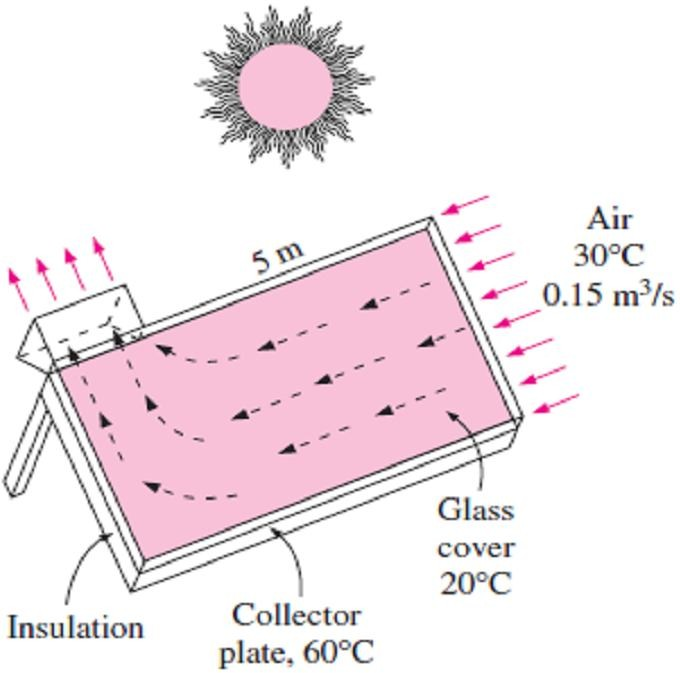 5 m
Air
30°C
0.15 m³/s
Glass
cover
20°C
Insulation
Collector
plate, 60°C